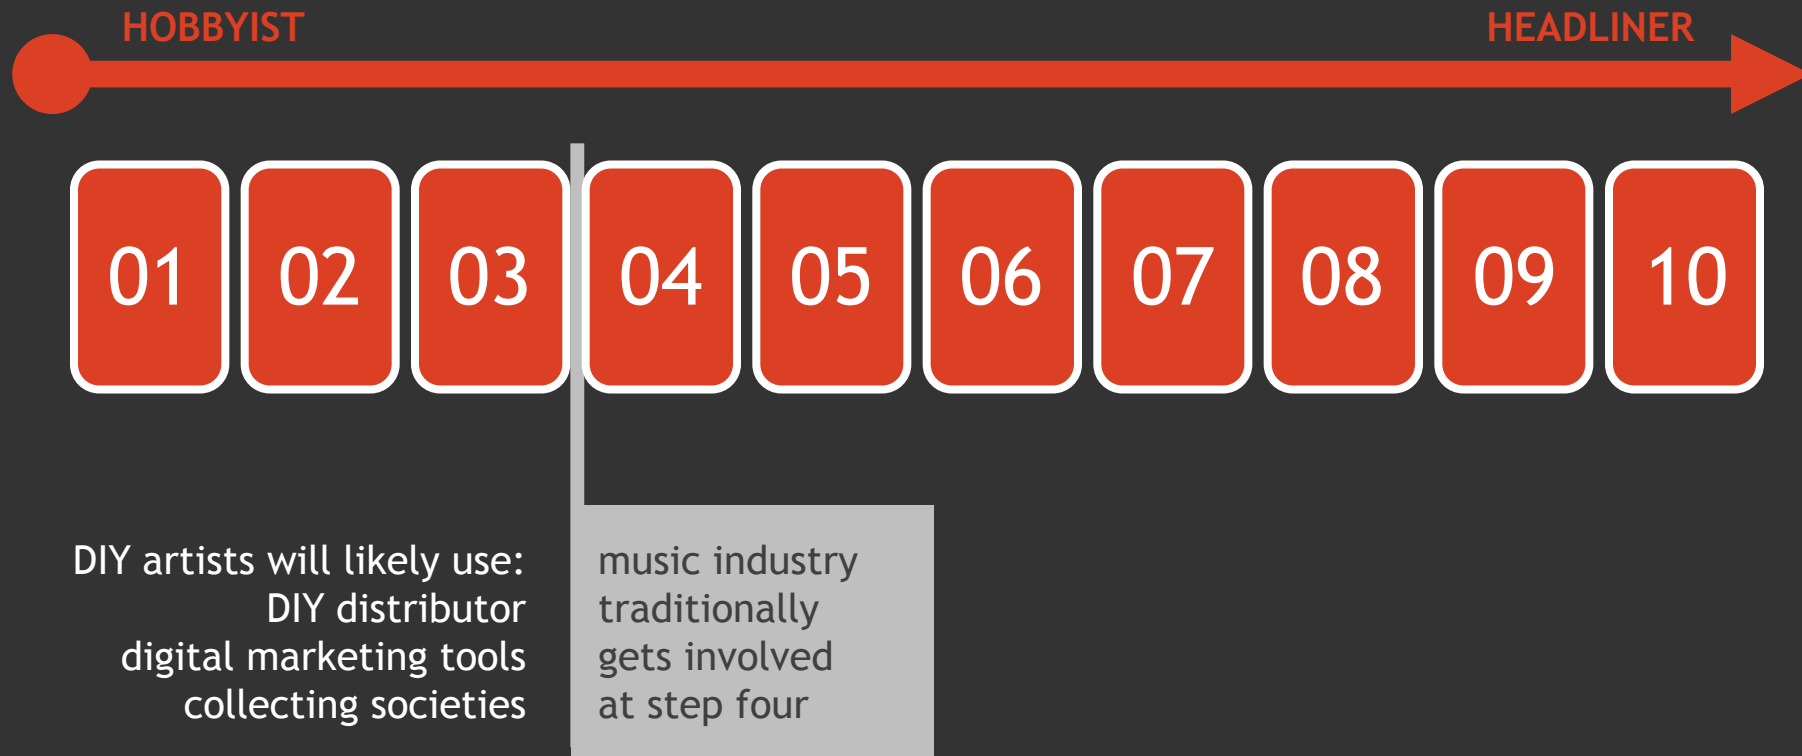 HOBBYIST
HEADLINER
01
02
03
04
05
06
07
08
09
10
DIY artists will likely use:
DIY distributor
digital marketing tools
collecting societies
music industry
traditionally
gets involved
at step four